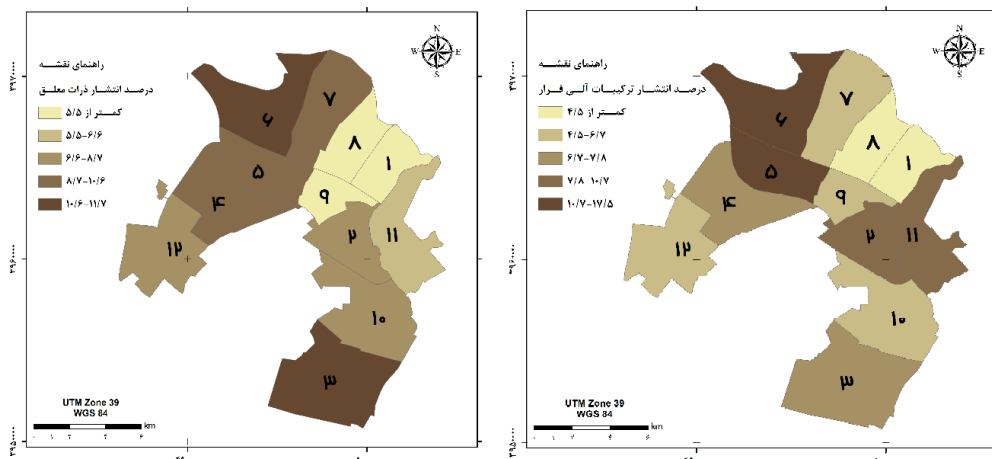 N
W E
S
راهنمای نقشه
درصد انتشار ذرات معلق
کمتر از ۵/۵
۵/۵-۶/۶
۶/۶-۸/۷
۸/۷-۱۰/۶
۱۰/۶-۱۱/۷
۷
۶
۸
۱
۵
۹
۴
۲
۱۱
۱۲
۱۰
۳
UTM Zone 39
WGS 84
km
۳۹۷۰۰۰۰
۳۹۶۰۰۰۰
۳۹۵۰۰۰۰
N
W E
S
راهنمای نقشه
درصد انتشار ترکیبات آلی فرار
کمتر از ۴/۵
۴/۵-۶/۷
۶/۷-۷/۸
۷/۸-۱۰/۷
۱۰/۷-۱۷/۵
۷
۶
۸
۱
۵
۹
۴
۲
۱۱
۱۲
۱۰
۳
UTM Zone 39
WGS 84
km